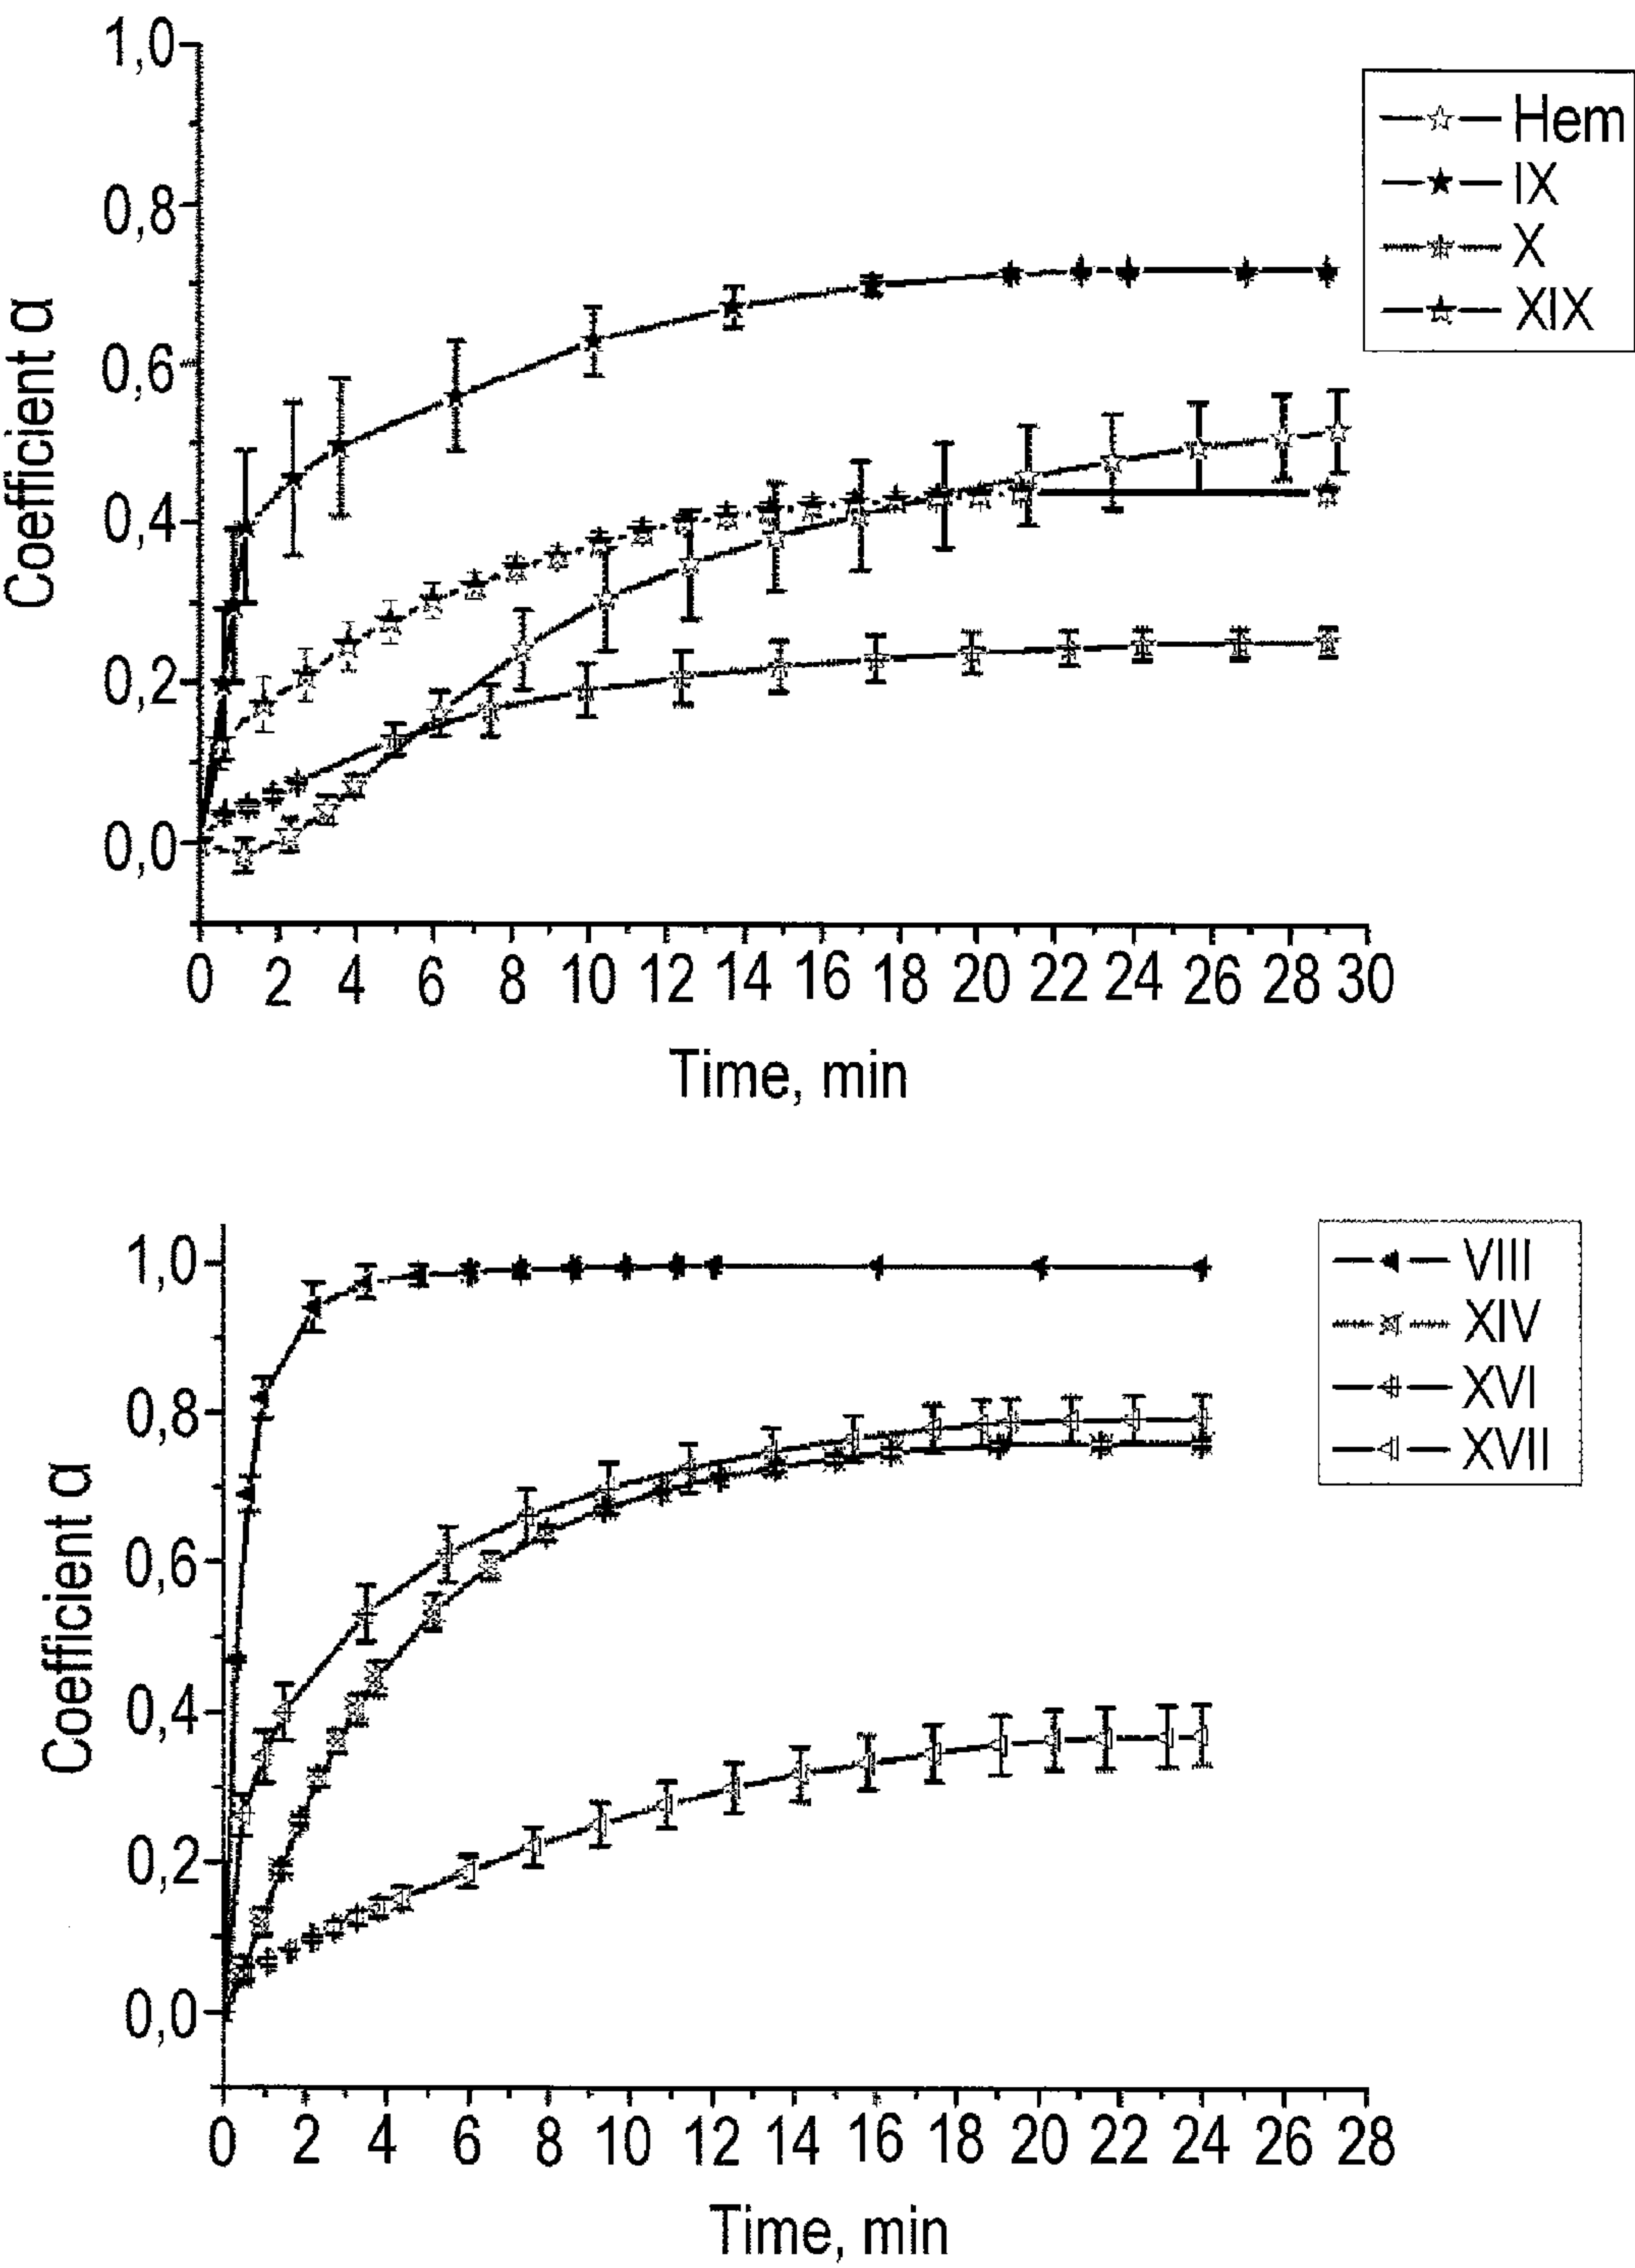 1,0
0,8
0,6
0,4
0,2
0,0
Coefficient α
0 2 4 6 8 10 12 14 16 18 20 22 24 26 28 30
Time, min
Hem
IX
X
XIX
1,0
0,8
0,6
0,4
0,2
0,0
Coefficient α
0 2 4 6 8 10 12 14 16 18 20 22 24 26 28
Time, min
VIII
XIV
XVI
XVII